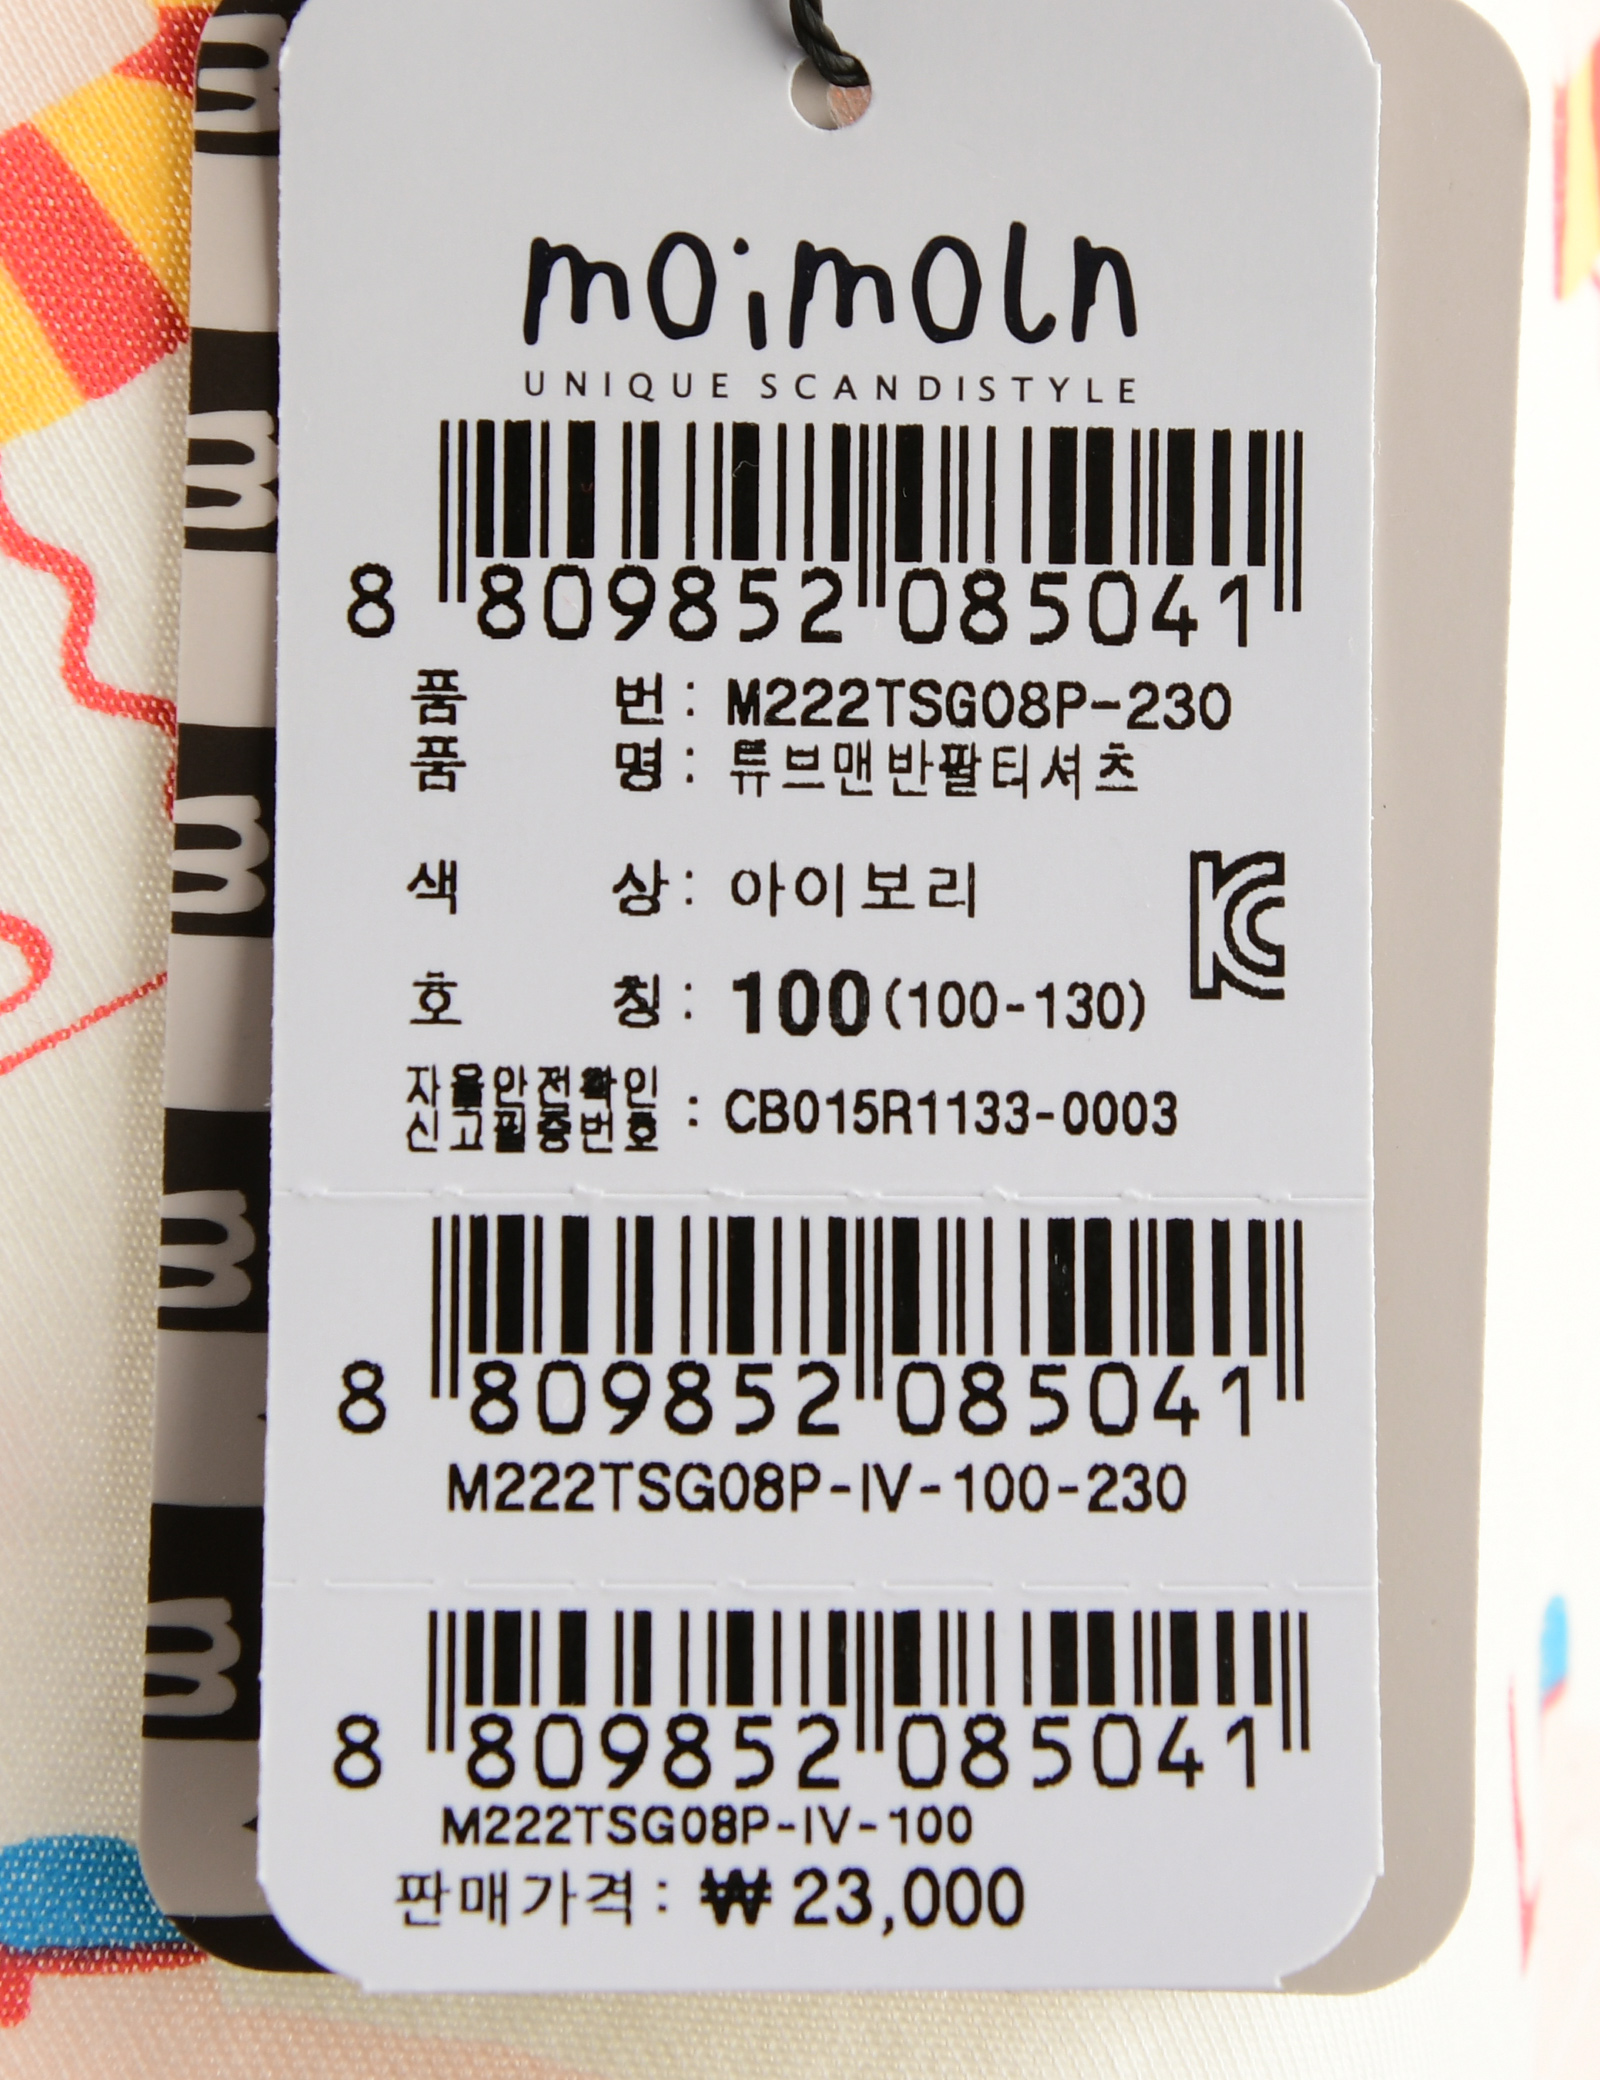 moimoln
UNIQUE SCANDISTYLE
8 809852 085041
품 번 : M222TSG08P-230
품 명 : 튜브맨반팔티셔츠
색 상 : 아이보리
호 칭 : 100(100-130)
자율안전확인
신고필증번호 : CB015R1133-0003
8 809852 085041
M222TSG08P-IV-100-230
8 809852 085041
M222TSG08P-IV-100
판매가격 : ₩ 23,000